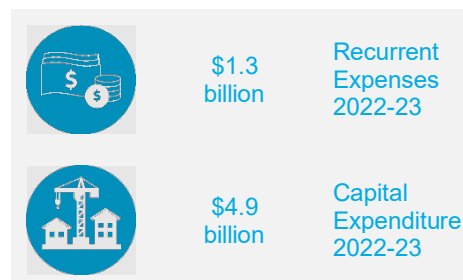 $
$
$1.3
billion
Recurrent
Expenses
2022-23
$4.9
billion
Capital
Expenditure
2022-23